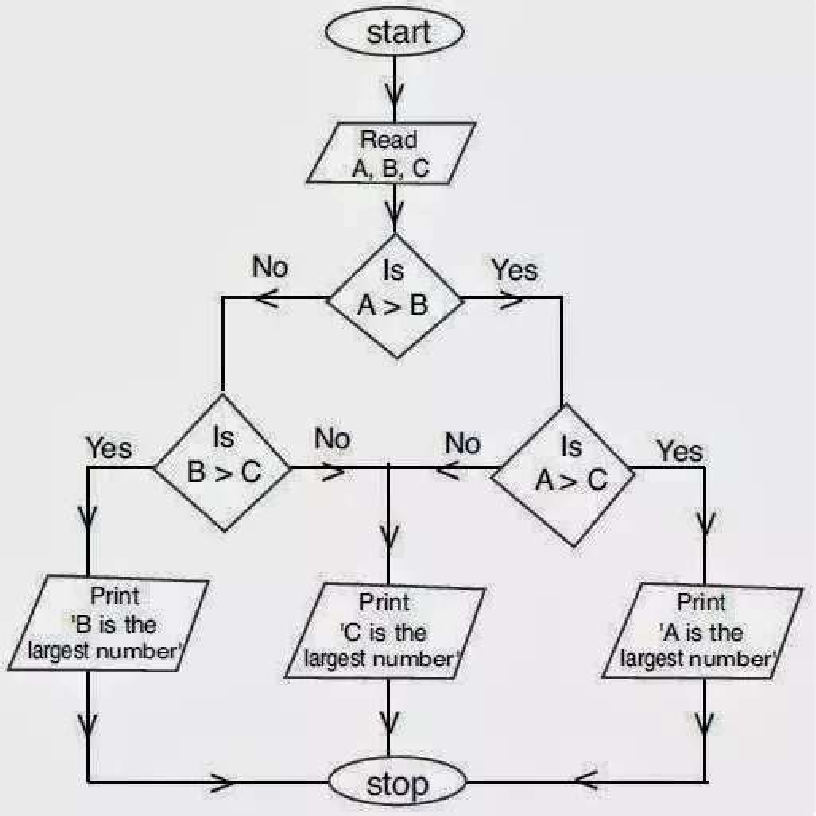 start
Read
A, B, C
Is
A > B
No
Yes
Is
B > C
Yes
No
Is
A > C
No
Yes
Print
'B is the
largest number'
Print
'C is the
largest number'
Print
'A is the
largest number'
stop